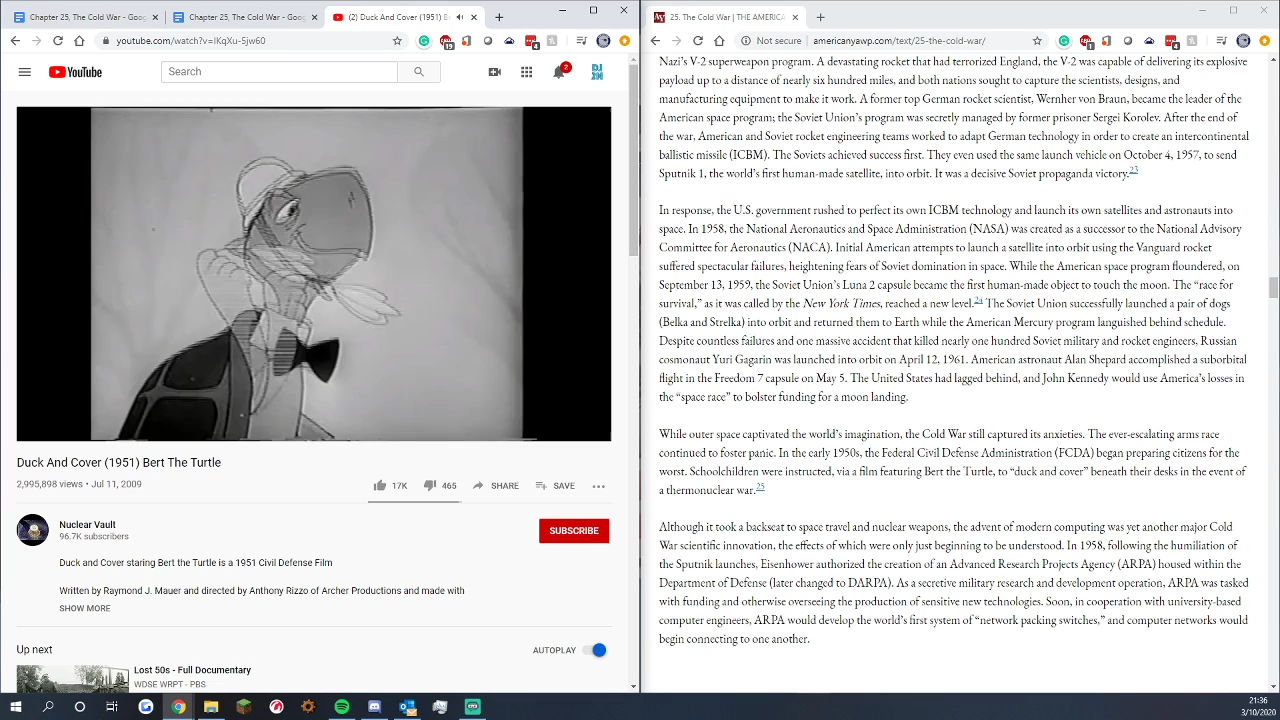 Chapter 25, The Cold War - Goog
Chapter 25, The Cold War - Goog
(2) Duck And Cover (1951) Be
youtube.com/watch?v=IKqXu-5jw60
19
4
YouTube
Search
2
Duck And Cover (1951) Bert The Turtle
2,995,898 views • Jul 11, 2009
17K 465 SHARE SAVE
Nuclear Vault
96.7K subscribers
SUBSCRIBE
Duck and Cover staring Bert the Turtle is a 1951 Civil Defense Film
Written by Raymond J. Mauer and directed by Anthony Rizzo of Archer Productions and made with
SHOW MORE
Up next
AUTOPLAY
Lost 50s - Full Documentary
WDSE WRPT - PBS
25. The Cold War | THE AMERICA
Not secure americanyawp.com/text/25-the-cold-war/
1
4
Nazi's V-2 superweapon program. A devastating rocket that had terrorized England, the V-2 was capable of delivering its explosive
payload up to a distance of nearly six hundred miles, and both nations sought to capture the scientists, designs, and
manufacturing equipment to make it work. A former top German rocket scientist, Wernher von Braun, became the leader of the
American space program; the Soviet Union's program was secretly managed by former prisoner Sergei Korolev. After the end of
the war, American and Soviet rocket engineering teams worked to adapt German technology in order to create an intercontinental
ballistic missile (ICBM). The Soviets achieved success first. They even used the same launch vehicle on October 4, 1957, to send
Sputnik 1, the world's first human-made satellite, into orbit. It was a decisive Soviet propaganda victory.23
In response, the U.S. government rushed to perfect its own ICBM technology and launch its own satellites and astronauts into
space. In 1958, the National Aeronautics and Space Administration (NASA) was created as a successor to the National Advisory
Committee for Aeronautics (NACA). Initial American attempts to launch a satellite into orbit using the Vanguard rocket
suffered spectacular failures, heightening fears of Soviet domination in space. While the American space program floundered, on
September 13, 1959, the Soviet Union's Luna 2 capsule became the first human-made object to touch the moon. The "race for
survival," as it was called by the New York Times, reached a new level.24 The Soviet Union successfully launched a pair of dogs
(Belka and Strelka) into orbit and returned them to Earth while the American Mercury program languished behind schedule.
Despite countless failures and one massive accident that killed nearly one hundred Soviet military and rocket engineers, Russian
cosmonaut Yuri Gagarin was launched into orbit on April 12, 1961. American astronaut Alan Shepard accomplished a suborbital
flight in the Freedom 7 capsule on May 5. The United States had lagged behind, and John Kennedy would use America's losses in
the "space race" to bolster funding for a moon landing.
While outer space captivated the world's imagination, the Cold War still captured its anxieties. The ever-escalating arms race
continued to foster panic. In the early 1950s, the Federal Civil Defense Administration (FCDA) began preparing citizens for the
worst. Schoolchildren were instructed, via a film featuring Bert the Turtle, to "duck and cover" beneath their desks in the event of
a thermonuclear war.25
Although it took a backseat to space travel and nuclear weapons, the advent of modern computing was yet another major Cold
War scientific innovation, the effects of which were only just beginning to be understood. In 1958, following the humiliation of
the Sputnik launches, Eisenhower authorized the creation of an Advanced Research Projects Agency (ARPA) housed within the
Department of Defense (later changed to DARPA). As a secretive military research and development operation, ARPA was tasked
with funding and otherwise overseeing the production of sensitive new technologies. Soon, in cooperation with university-based
computer engineers, ARPA would develop the world's first system of "network packing switches," and computer networks would
begin connecting to one another.
21:36
3/10/2020